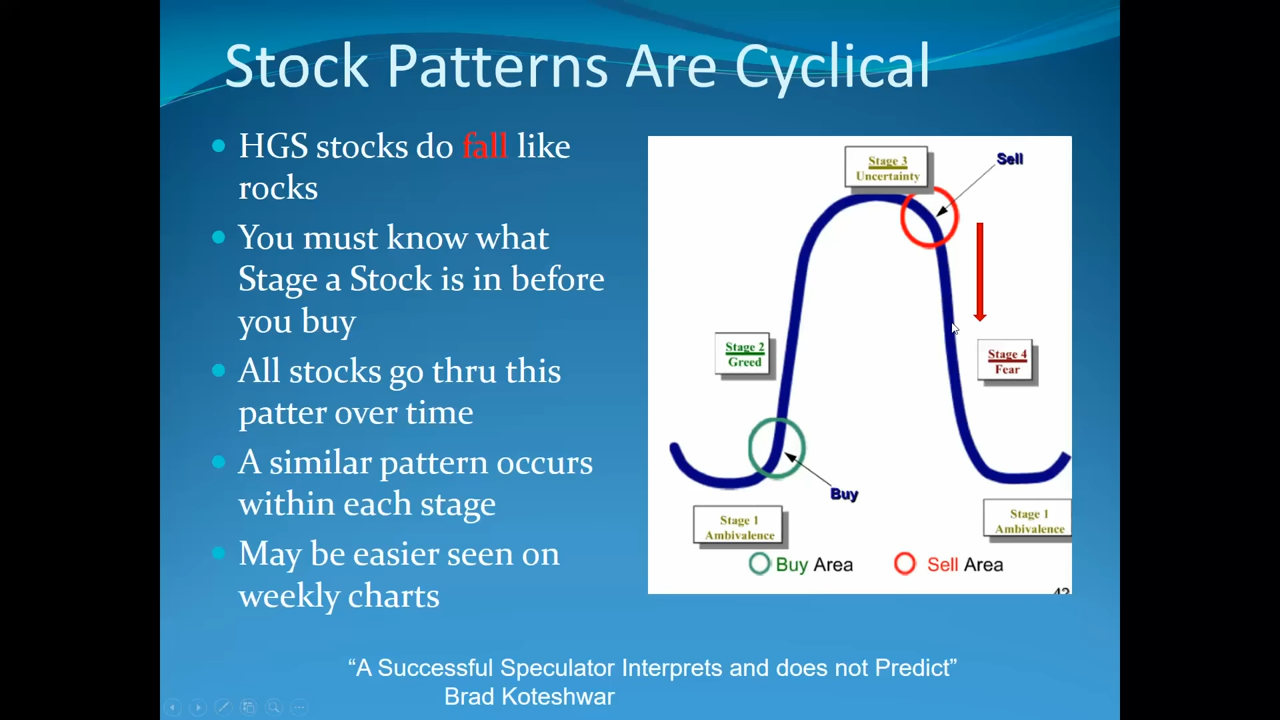 Stock Patterns Are Cyclical
HGS stocks do fall like
rocks
You must know what
Stage a Stock is in before
you buy
All stocks go thru this
patter over time
A similar pattern occurs
within each stage
May be easier seen on
weekly charts
Stage 3
Uncertainty
Sell
Stage 2
Greed
Stage 4
Fear
Buy
Stage 1
Ambivalence
Stage 1
Ambivalence
Buy Area
Sell Area
“A Successful Speculator Interprets and does not Predict”
Brad Koteshwar